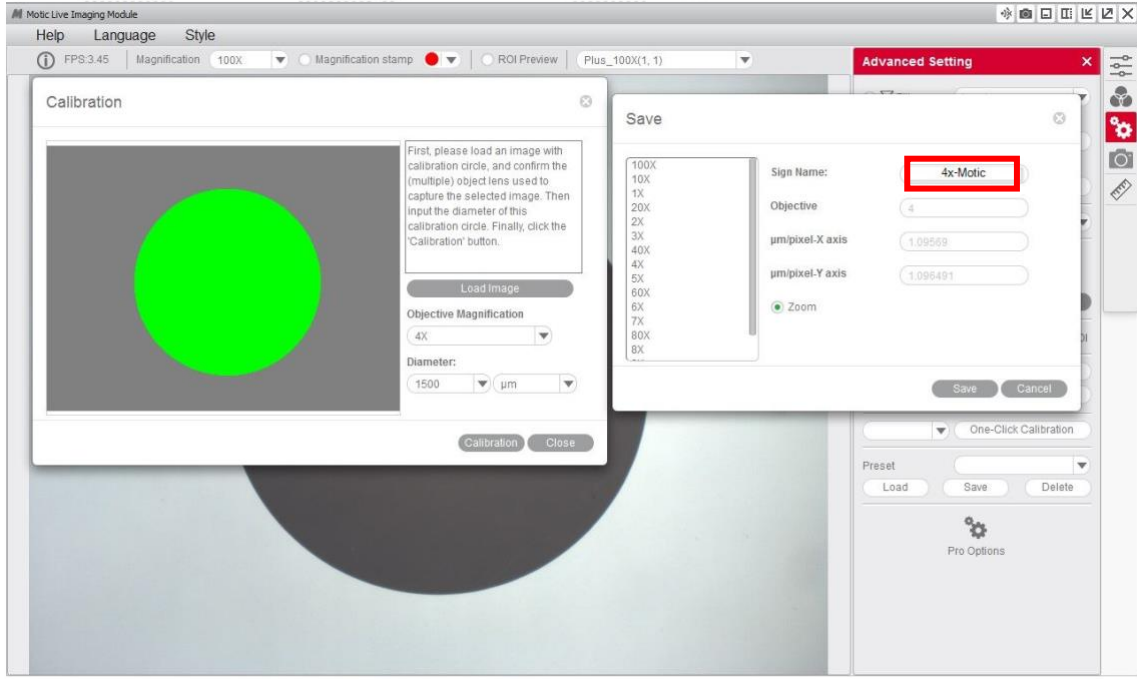 Motic Live Imaging Module
Help Language Style
FPS:3.45 Magnification 100X Magnification stamp ROI Preview Plus_100X(1, 1)
Advanced Setting
Calibration
First, please load an image with
calibration circle, and confirm the
(multiple) object lens used to
capture the selected image. Then
input the diameter of this
calibration circle. Finally, click the
'Calibration' button.
Load Image
Objective Magnification
4X
Diameter:
1500 µm
Calibration Close
Save
100X
10X
1X
20X
2X
3X
40X
4X
5X
60X
6X
7X
80X
8X
Sign Name: 4x-Motic
Objective 4
µm/pixel-X axis 1.09569
µm/pixel-Y axis 1.096491
Zoom
Save Cancel
One-Click Calibration
Preset
Load Save Delete
Pro Options